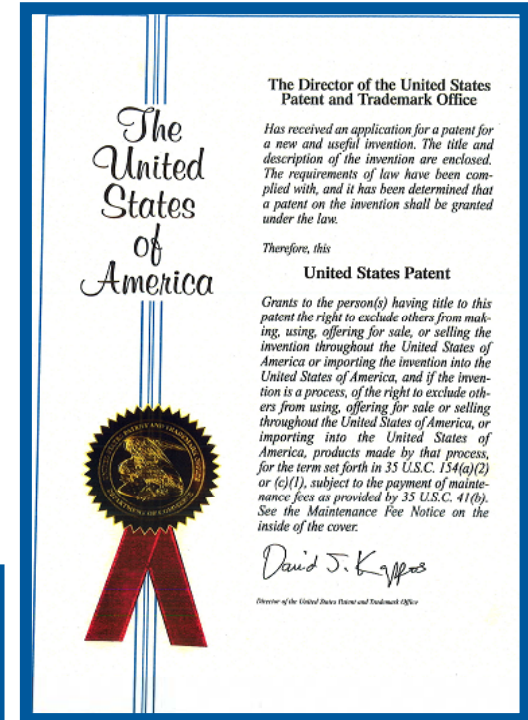 The
United
States
of
America
The Director of the United States
Patent and Trademark Office
Has received an application for a patent for
a new and useful invention. The title and
description of the invention are enclosed.
The requirements of law have been com-
plied with, and it has been determined that
a patent on the invention shall be granted
under the law.
Therefore, this
United States Patent
Grants to the person(s) having title to this
patent the right to exclude others from mak-
ing, using, offering for sale, or selling the
invention throughout the United States of
America or importing the invention into the
United States of America, and if the inven-
tion is a process, of the right to exclude oth-
ers from using, offering for sale or selling
throughout the United States of America, or
importing into the United States of
America, products made by that process,
for the term set forth in 35 U.S.C. 154(a)(2)
or (c)(1), subject to the payment of mainte-
nance fees as provided by 35 U.S.C. 41(b).
See the Maintenance Fee Notice on the
inside of the cover.
David J. Kappos
Director of the United States Patent and Trademark Office
PATENT AND TRADEMARK OFFICE
DEPARTMENT OF COMMERCE